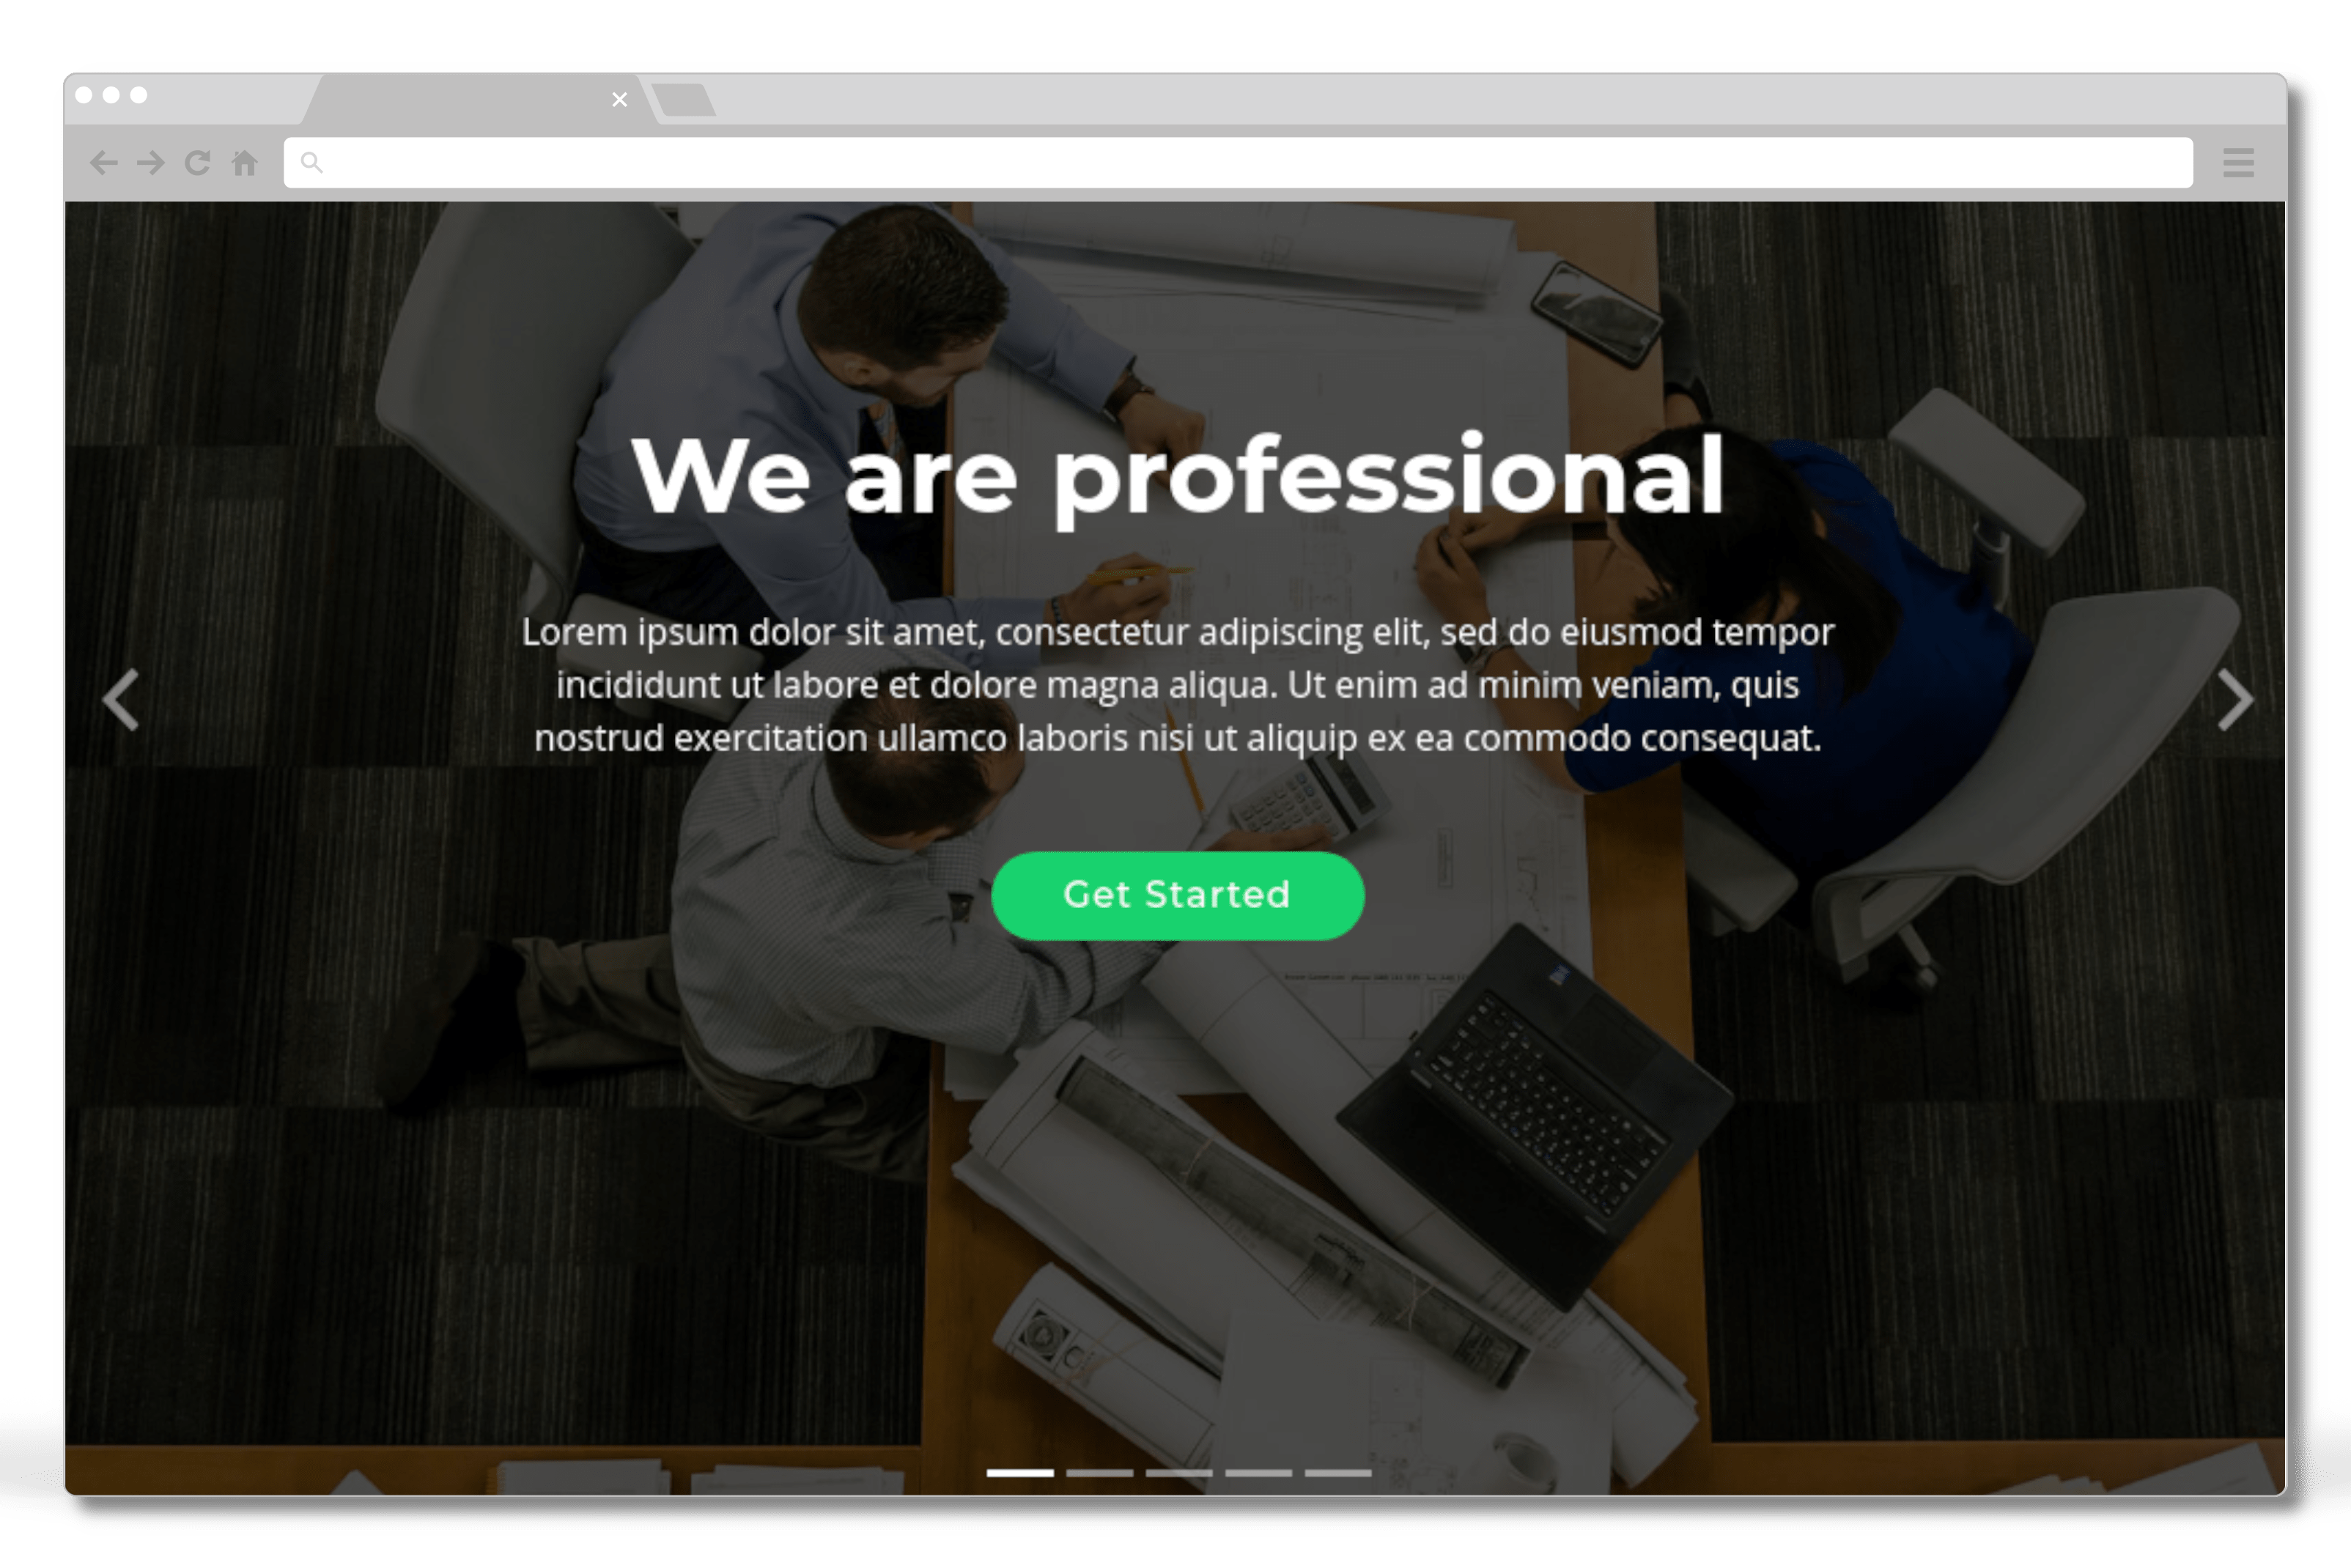 We are professional
Lorem ipsum dolor sit amet, consectetur adipiscing elit, sed do eiusmod tempor
incididunt ut labore et dolore magna aliqua. Ut enim ad minim veniam, quis
nostrud exercitation ullamco laboris nisi ut aliquip ex ea commodo consequat.
Get Started